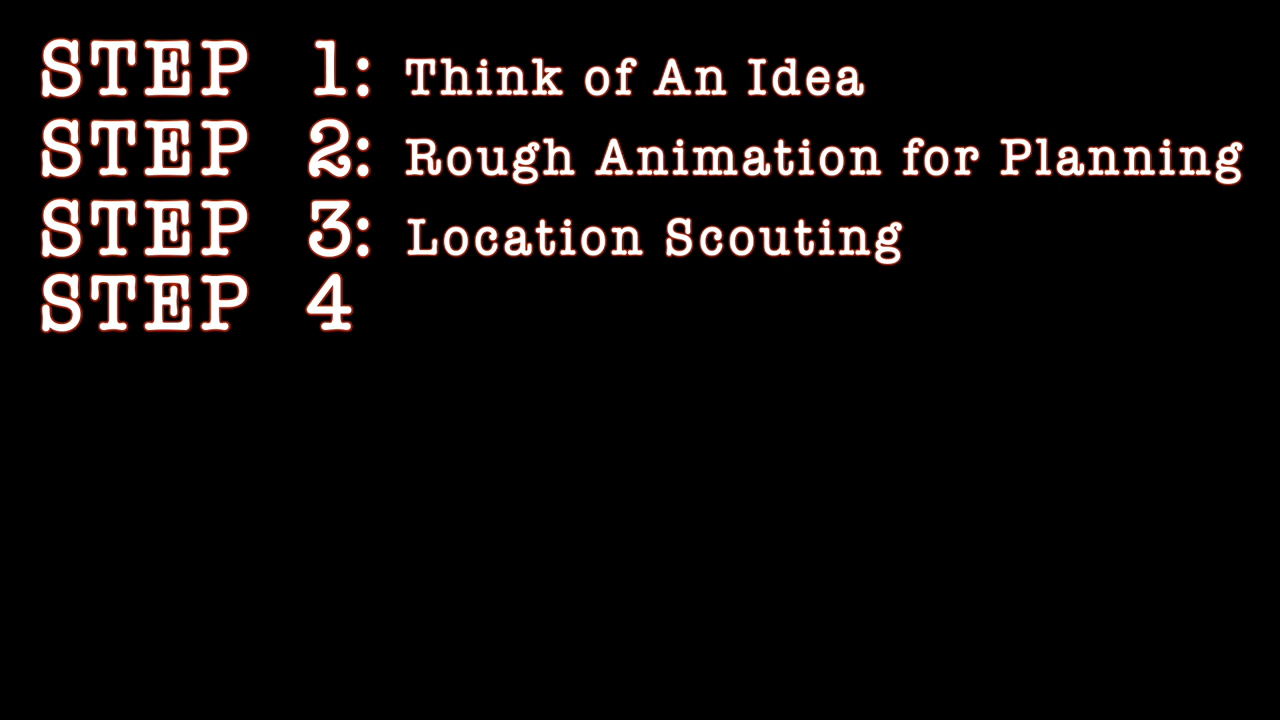 STEP 1: Think of An Idea
STEP 2: Rough Animation for Planning
STEP 3: Location Scouting
STEP 4